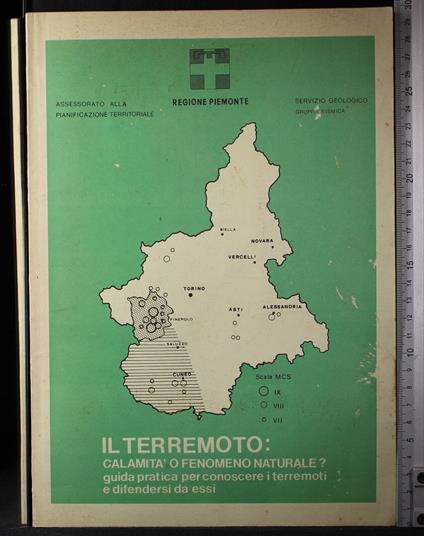 REGIONE PIEMONTE
ASSESSORATO ALLA
PIANIFICAZIONE TERRITORIALE
SERVIZIO GEOLOGICO
GRUPPO SISMICA
BIELLA
NOVARA
VERCELLI
TORINO
ASTI
ALESSANDRIA
PINEROLO
SALUZZO
CUNEO
Scala MCS
IX
VIII
VII
IL TERREMOTO:
CALAMITA' O FENOMENO NATURALE?
guida pratica per conoscere i terremoti
e difendersi da essi